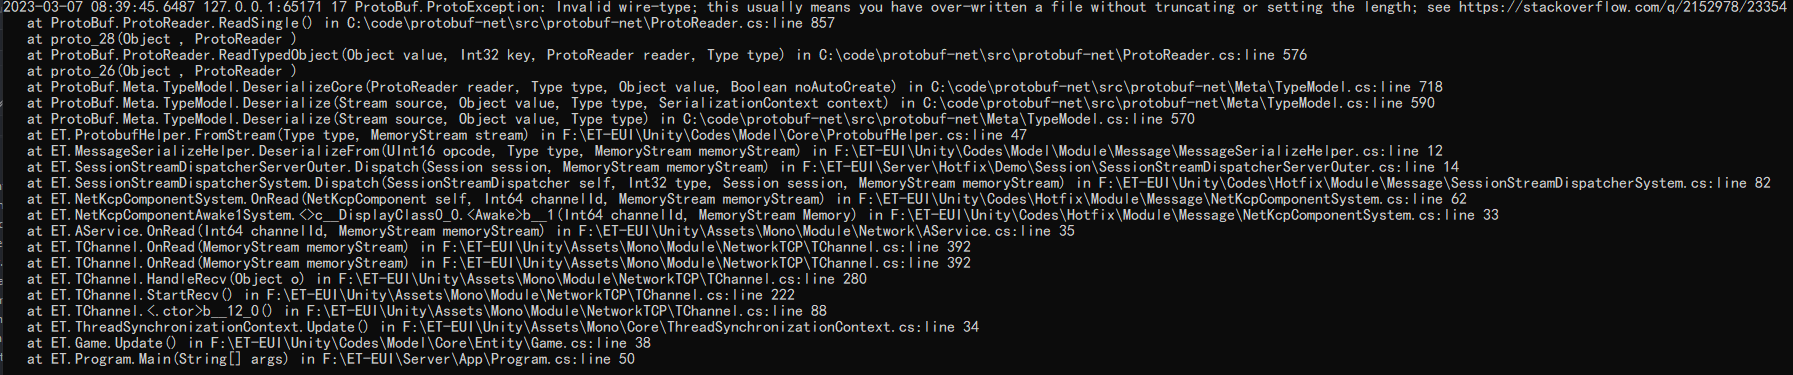 2023-03-07 08:39:45.6487 127.0.0.1:65171 17 ProtoBuf.ProtoException: Invalid wire-type; this usually means you have over-written a file without truncating or setting the length; see https://stackoverflow.com/q/2152978/23354
at ProtoBuf.ProtoReader.ReadSingle() in C:\code\protobuf-net\src\protobuf-net\ProtoReader.cs:line 857
at proto_28(Object , ProtoReader )
at ProtoBuf.ProtoReader.ReadTypedObject(Object value, Int32 key, ProtoReader reader, Type type) in C:\code\protobuf-net\src\protobuf-net\ProtoReader.cs:line 576
at proto_26(Object , ProtoReader )
at ProtoBuf.Meta.TypeModel.DeserializeCore(ProtoReader reader, Type type, Object value, Boolean noAutoCreate) in C:\code\protobuf-net\src\protobuf-net\Meta\TypeModel.cs:line 718
at ProtoBuf.Meta.TypeModel.Deserialize(Stream source, Object value, Type type, SerializationContext context) in C:\code\protobuf-net\src\protobuf-net\Meta\TypeModel.cs:line 590
at ProtoBuf.Meta.TypeModel.Deserialize(Stream source, Object value, Type type) in C:\code\protobuf-net\src\protobuf-net\Meta\TypeModel.cs:line 570
at ET.ProtobufHelper.FromStream(Type type, MemoryStream stream) in F:\ET-EUI\Unity\Codes\Model\Core\ProtobufHelper.cs:line 47
at ET.MessageSerializeHelper.DeserializeFrom(UInt16 opcode, Type type, MemoryStream memoryStream) in F:\ET-EUI\Unity\Codes\Model\Module\Message\MessageSerializeHelper.cs:line 12
at ET.SessionStreamDispatcherServerOuter.Dispatch(Session session, MemoryStream memoryStream) in F:\ET-EUI\Server\Hotfix\Demo\Session\SessionStreamDispatcherServerOuter.cs:line 14
at ET.SessionStreamDispatcherSystem.Dispatch(SessionStreamDispatcher self, Int32 type, Session session, MemoryStream memoryStream) in F:\ET-EUI\Unity\Codes\Hotfix\Module\Message\SessionStreamDispatcherSystem.cs:line 82
at ET.NetKcpComponentSystem.OnRead(NetKcpComponent self, Int64 channelId, MemoryStream memoryStream) in F:\ET-EUI\Unity\Codes\Hotfix\Module\Message\NetKcpComponentSystem.cs:line 62
at ET.NetKcpComponentAwake1System.<>c__DisplayClass0_0.<Awake>b__1(Int64 channelId, MemoryStream Memory) in F:\ET-EUI\Unity\Codes\Hotfix\Module\Message\NetKcpComponentSystem.cs:line 33
at ET.AService.OnRead(Int64 channelId, MemoryStream memoryStream) in F:\ET-EUI\Unity\Assets\Mono\Module\Network\AService.cs:line 35
at ET.TChannel.OnRead(MemoryStream memoryStream) in F:\ET-EUI\Unity\Assets\Mono\Module\NetworkTCP\TChannel.cs:line 392
at ET.TChannel.OnRead(MemoryStream memoryStream) in F:\ET-EUI\Unity\Assets\Mono\Module\NetworkTCP\TChannel.cs:line 392
at ET.TChannel.HandleRecv(Object o) in F:\ET-EUI\Unity\Assets\Mono\Module\NetworkTCP\TChannel.cs:line 280
at ET.TChannel.StartRecv() in F:\ET-EUI\Unity\Assets\Mono\Module\NetworkTCP\TChannel.cs:line 222
at ET.TChannel.<.ctor>b__12_0() in F:\ET-EUI\Unity\Assets\Mono\Module\NetworkTCP\TChannel.cs:line 88
at ET.ThreadSynchronizationContext.Update() in F:\ET-EUI\Unity\Assets\Mono\Core\ThreadSynchronizationContext.cs:line 34
at ET.Game.Update() in F:\ET-EUI\Unity\Codes\Model\Core\Entity\Game.cs:line 38
at ET.Program.Main(String[] args) in F:\ET-EUI\Server\App\Program.cs:line 50